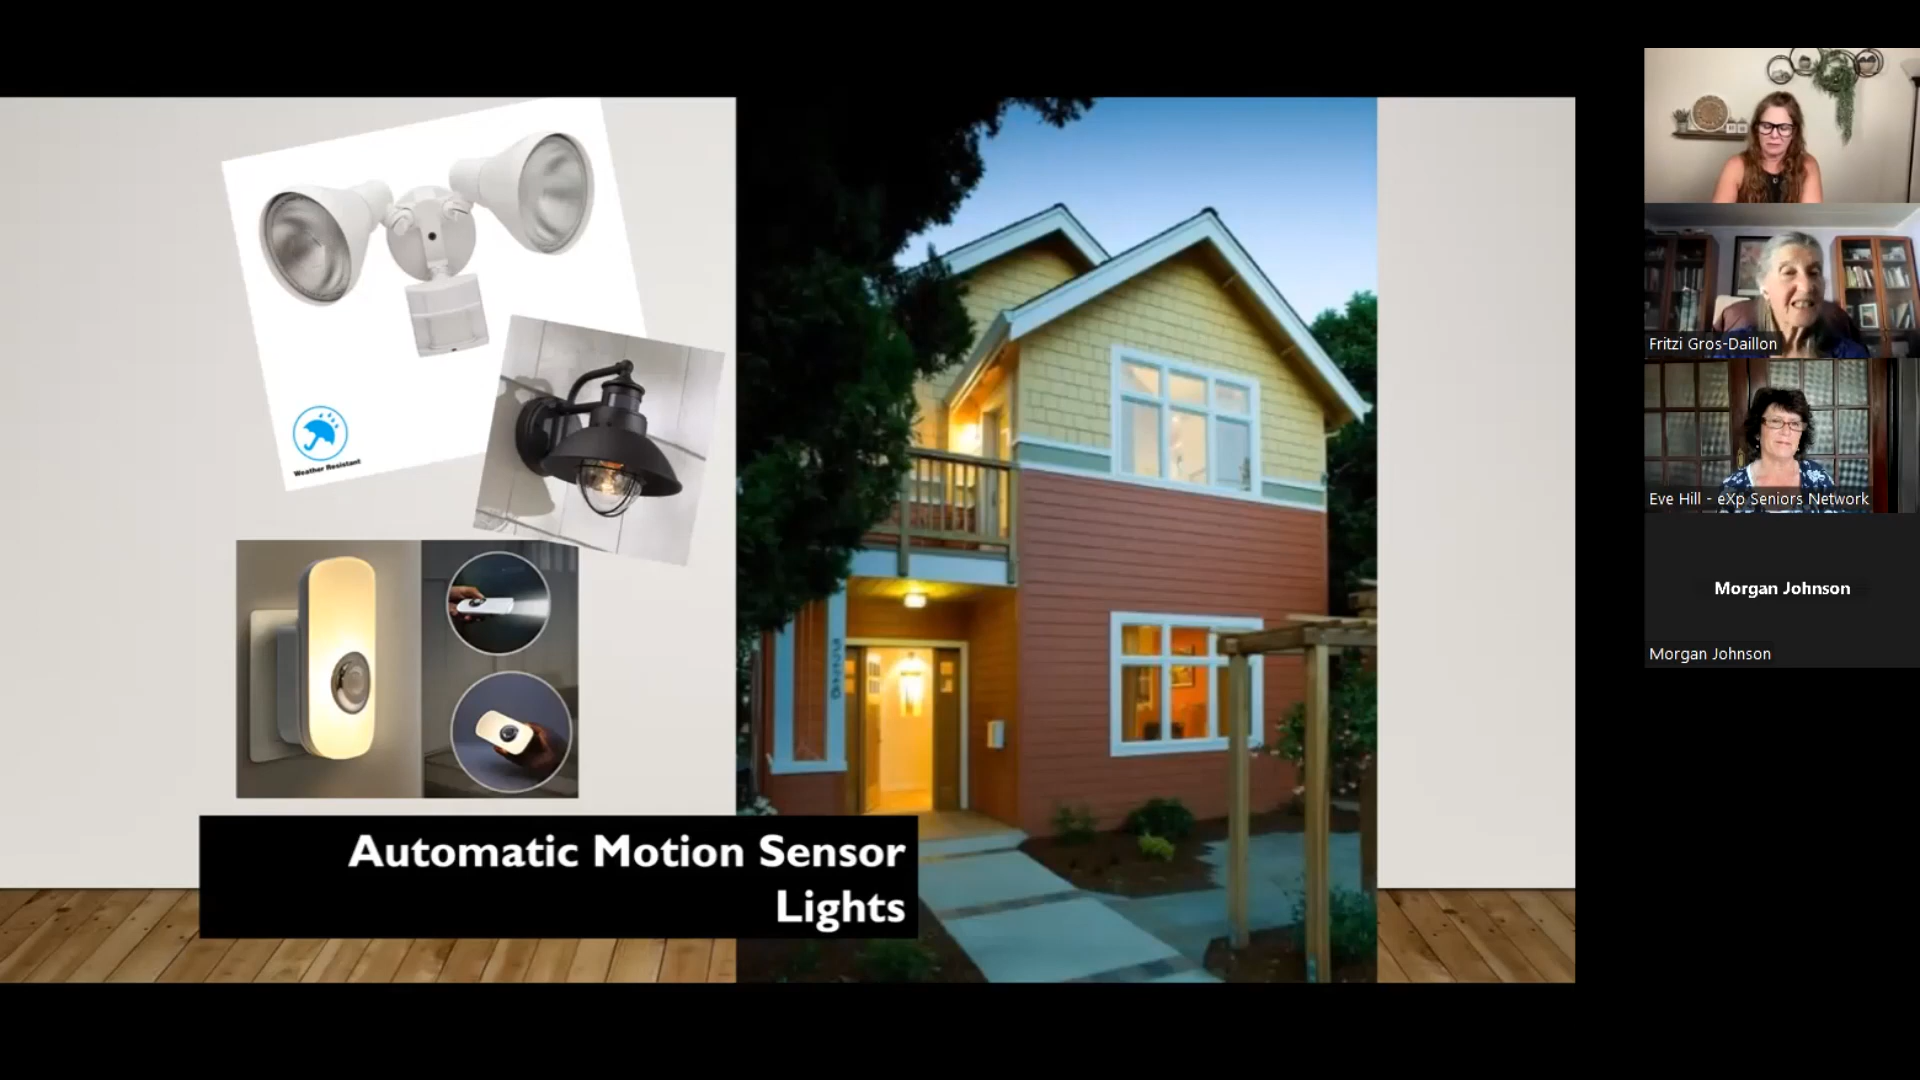 Weather Resistant
Automatic Motion Sensor
Lights
Fritzi Gros-Daillon
Eve Hill - eXp Seniors Network
Morgan Johnson
Morgan Johnson